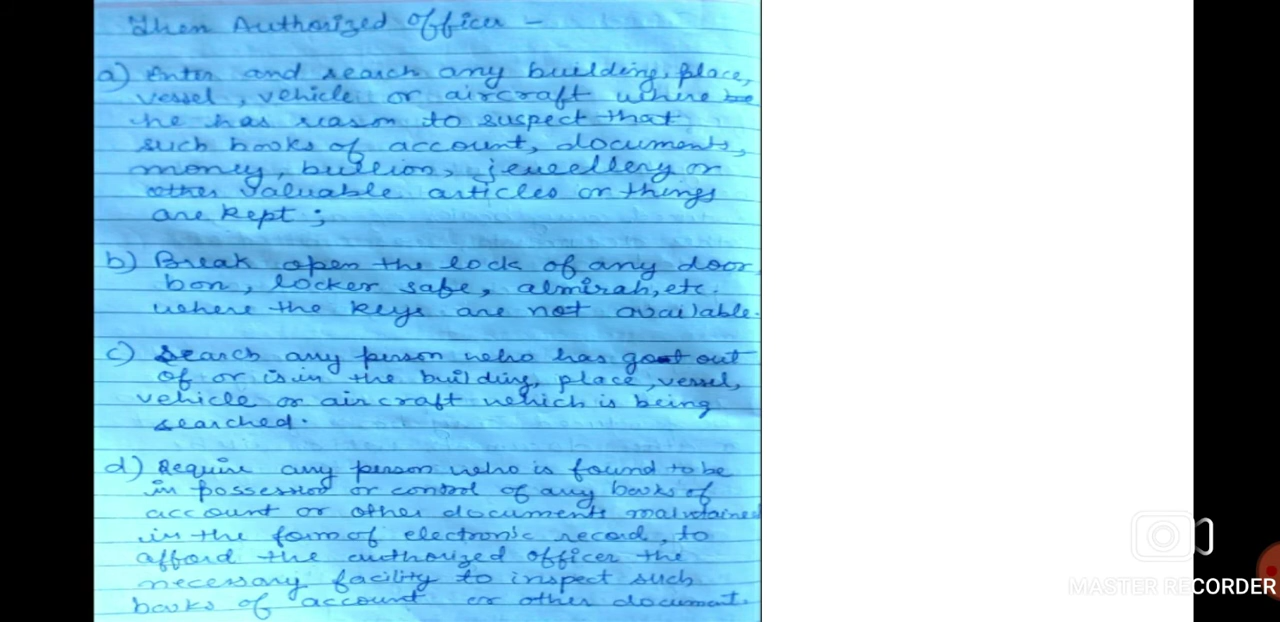 Then Authorized officer -
a) Enter and search any building, place,
vessel, vehicle or aircraft where be
he has reason to suspect that
such books of account, documents,
money, bullion, jewellery or
other valuable articles or things
are kept;
b) Break open the lock of any door,
box, locker safe, almirah, etc.
where the keys are not available.
c) Search any person who has got out
of or is in the building, place, vessel,
vehicle or aircraft which is being
searched.
d) Require any person who is found to be
in possession or control of any books of
account or other documents maintained
in the form of electronic record, to
afford the authorized officer the
necessary facility to inspect such
books of account or other document.
MASTER RECORDER